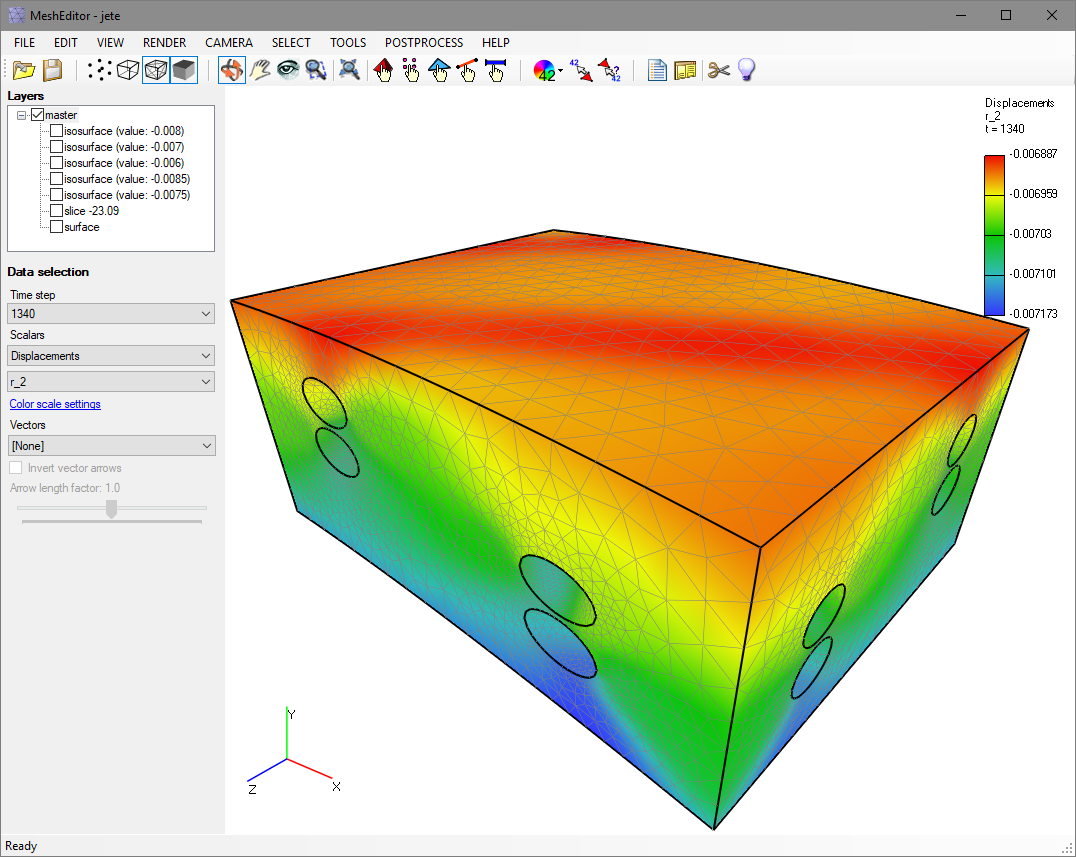 MeshEditor - jete
FILE EDIT VIEW RENDER CAMERA SELECT TOOLS POSTPROCESS HELP
42 42 42 ?
Layers
master
isosurface (value: -0.008)
isosurface (value: -0.007)
isosurface (value: -0.006)
isosurface (value: -0.0085)
isosurface (value: -0.0075)
slice -23.09
surface
Data selection
Time step
1340
Scalars
Displacements
r_2
Color scale settings
Vectors
[None]
Invert vector arrows
Arrow length factor: 1.0
Displacements
r_2
t = 1340
-0.006887
-0.006959
-0.00703
-0.007101
-0.007173
Y
X
Z
Ready